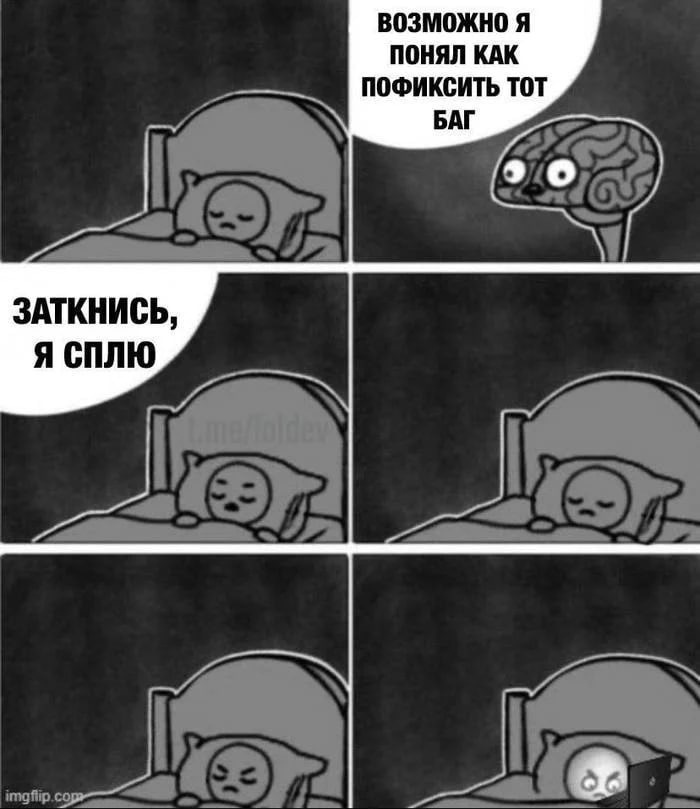 ВОЗМОЖНО Я
ПОНЯЛ КАК
ПОФИКСИТЬ ТОТ
БАГ
ЗАТКНИСЬ,
Я СПЛЮ
t.me/loldev
imgflip.com